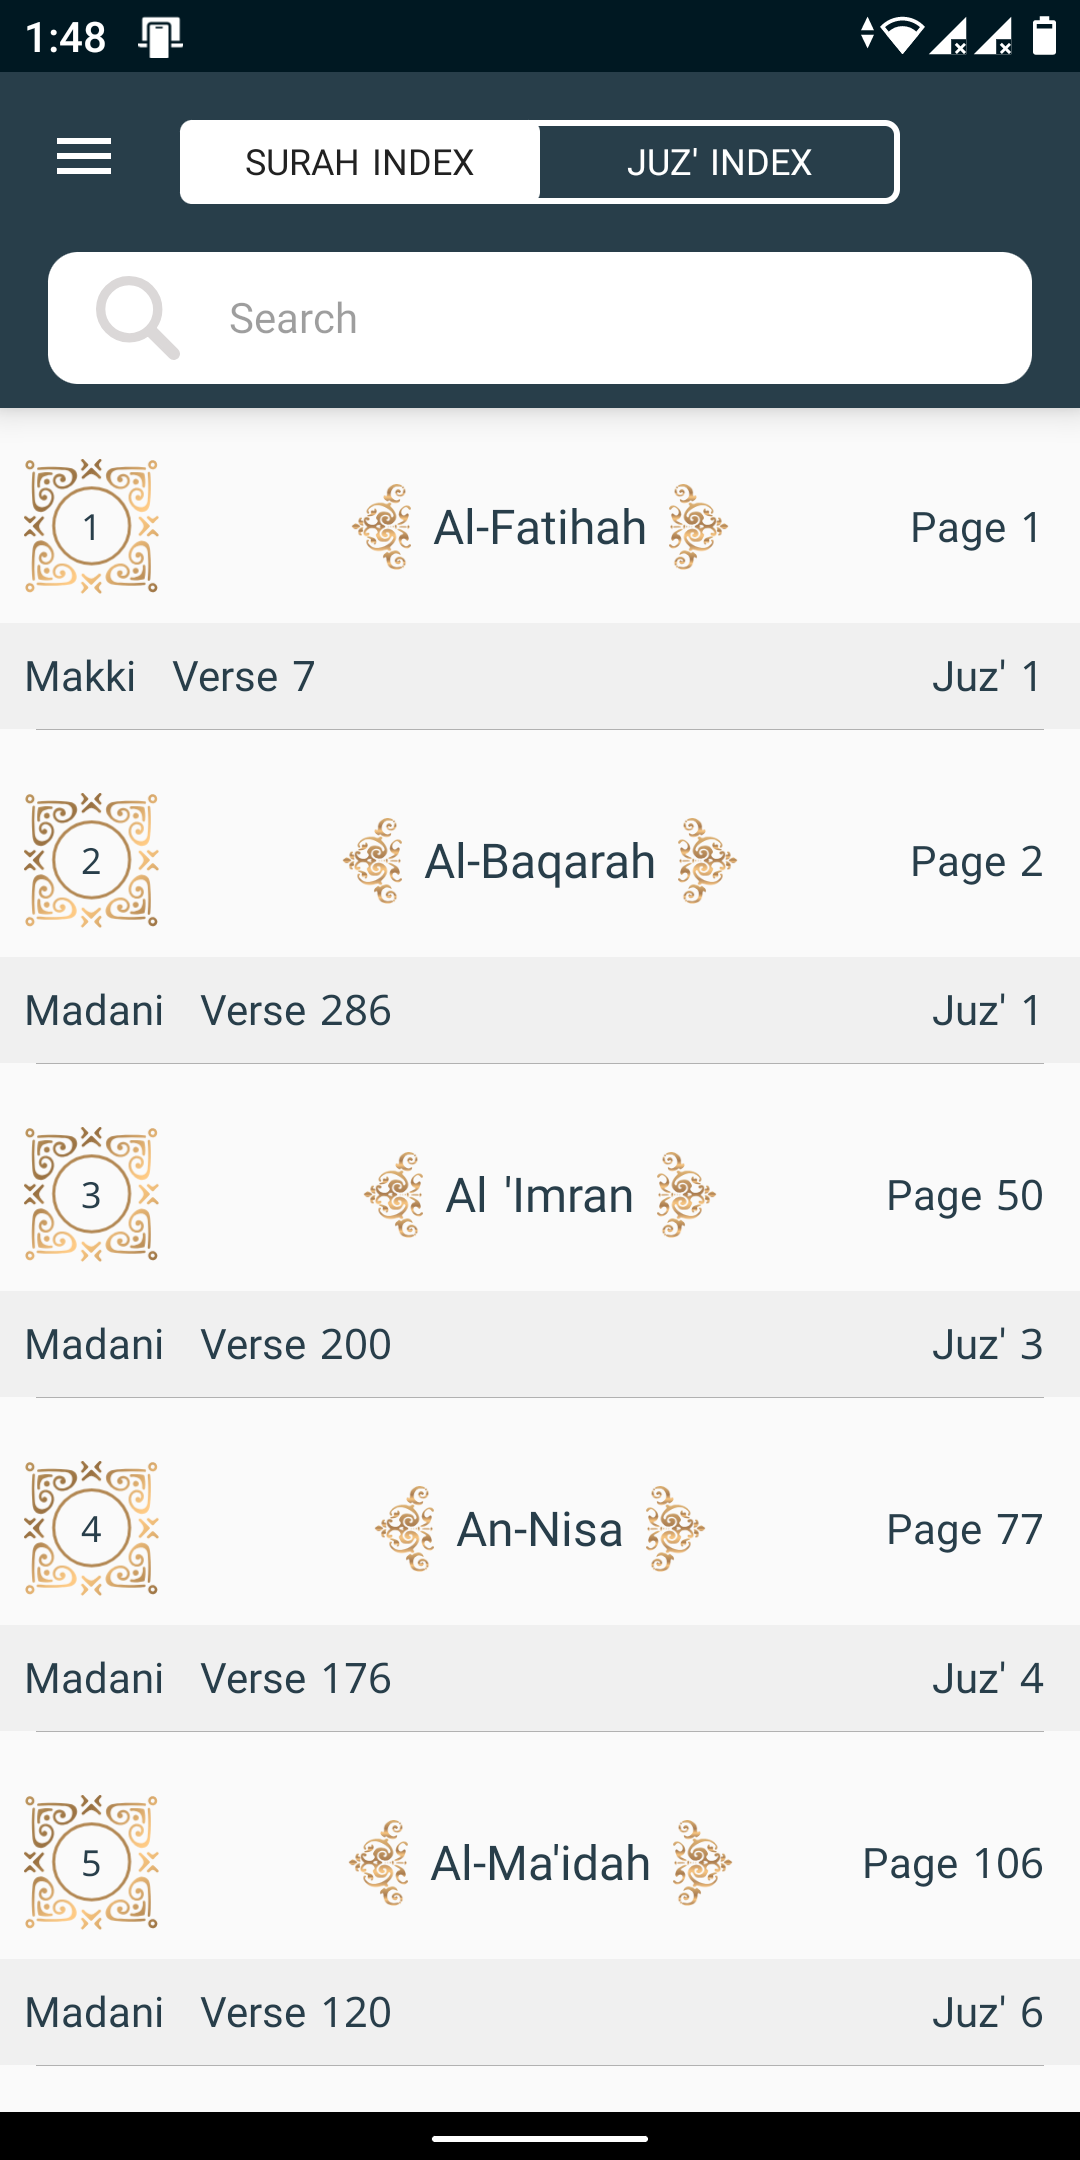 1:48
SURAH INDEX JUZ' INDEX
Search
1 Al-Fatihah Page 1
Makki Verse 7 Juz' 1
2 Al-Baqarah Page 2
Madani Verse 286 Juz' 1
3 Al 'Imran Page 50
Madani Verse 200 Juz' 3
4 An-Nisa Page 77
Madani Verse 176 Juz' 4
5 Al-Ma'idah Page 106
Madani Verse 120 Juz' 6